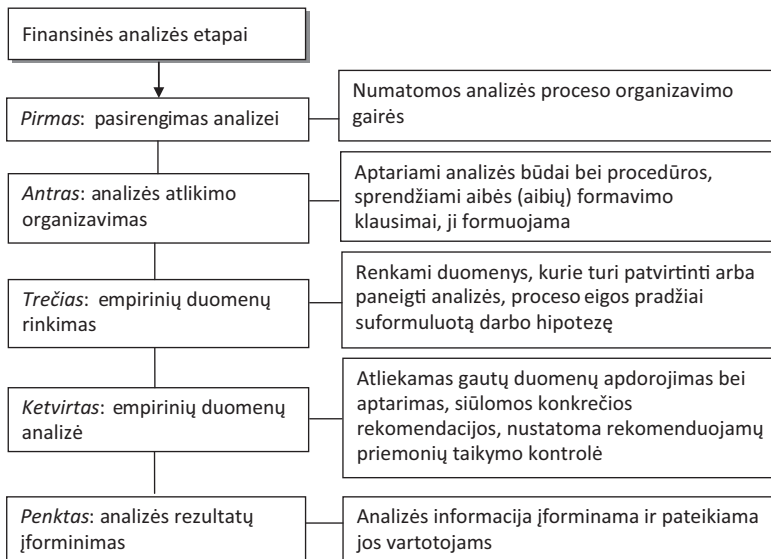 Finansinės analizės etapai
Pirmas: pasirengimas analizei
Numatomos analizės proceso organizavimo
gairės
Antras: analizės atlikimo
organizavimas
Aptariami analizės būdai bei procedūros,
sprendžiami aibės (aibių) formavimo
klausimai, ji formuojama
Trečias: empirinių duomenų
rinkimas
Renkami duomenys, kurie turi patvirtinti arba
paneigti analizės, proceso eigos pradžiai
suformuluotą darbo hipotezę
Ketvirtas: empirinių duomenų
analizė
Atliekamas gautų duomenų apdorojimas bei
aptarimas, siūlomos konkrečios
rekomendacijos, nustatoma rekomenduojamų
priemonių taikymo kontrolė
Penktas: analizės rezultatų
įforminimas
Analizės informacija įforminama ir pateikiama
jos vartotojams